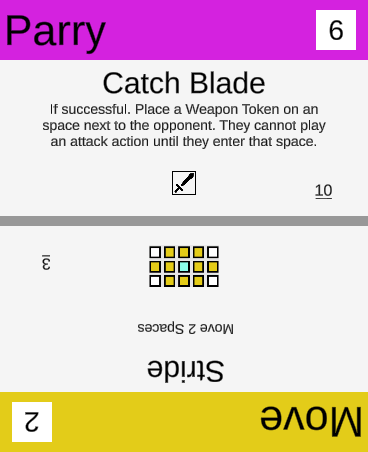 Parry
6
Catch Blade
If successful. Place a Weapon Token on an
space next to the opponent. They cannot play
an attack action until they enter that space.
10
3
Move 2 Spaces
Stride
2
Move